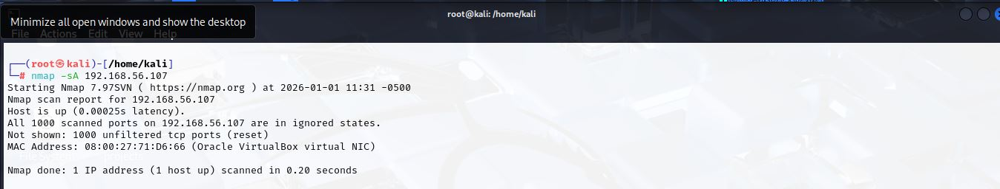 root@kali: /home/kali
Minimize all open windows and show the desktop
File Actions Edit View Help
┌──(root㉿kali)-[/home/kali]
└─# nmap -sA 192.168.56.107
Starting Nmap 7.97SVN ( https://nmap.org ) at 2026-01-01 11:31 -0500
Nmap scan report for 192.168.56.107
Host is up (0.00025s latency).
All 1000 scanned ports on 192.168.56.107 are in ignored states.
Not shown: 1000 unfiltered tcp ports (reset)
MAC Address: 08:00:27:71:D6:66 (Oracle VirtualBox virtual NIC)
File System projects
Nmap done: 1 IP address (1 host up) scanned in 0.20 seconds